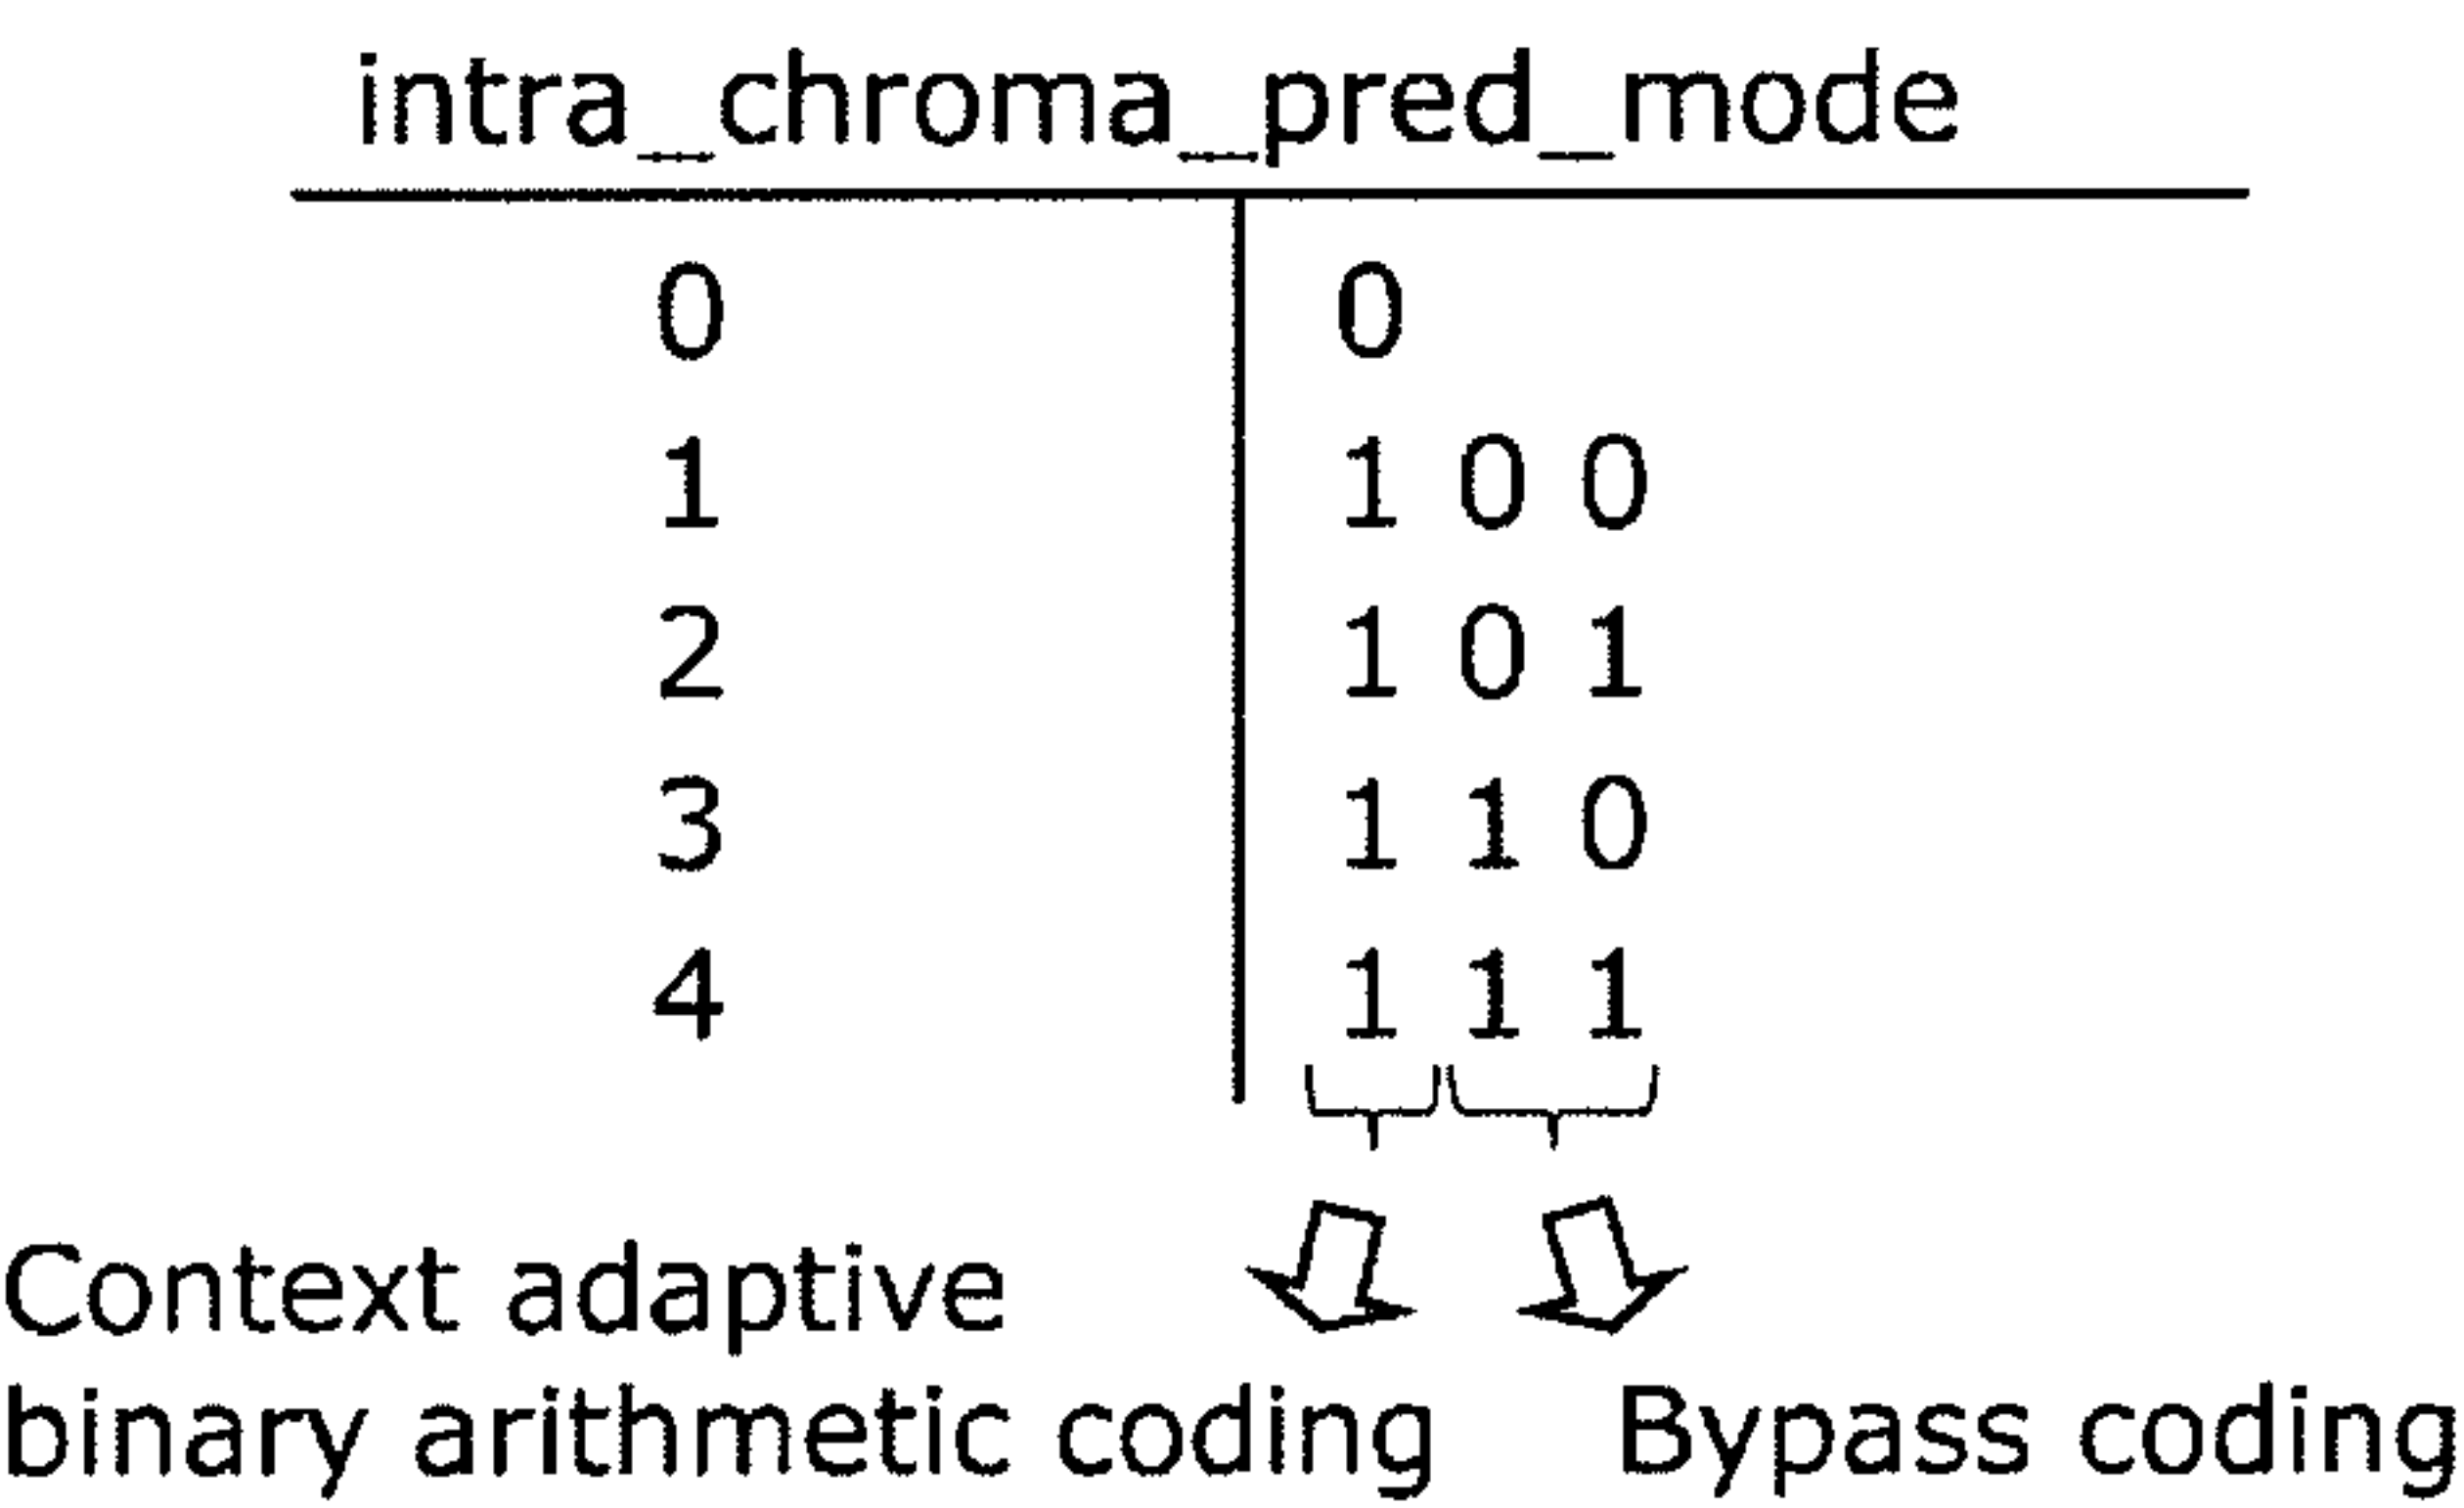 intra_chroma_pred_mode
0 0
1 1 0 0
2 1 0 1
3 1 1 0
4 1 1 1
Context adaptive
binary arithmetic coding Bypass coding